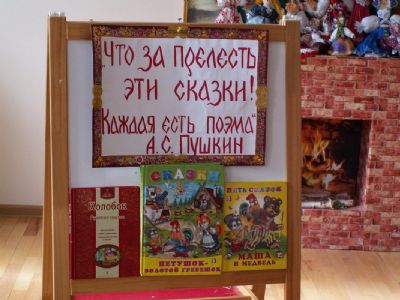 "Что за прелесть
эти сказки!
Каждая есть поэма"
А.С. Пушкин
Колобок
СКАЗКИ
ПЕТУШОК-
ЗОЛОТОЙ ГРЕБЕШОК
ПЯТЬ СКАЗОК
МАША
И МЕДВЕДЬ